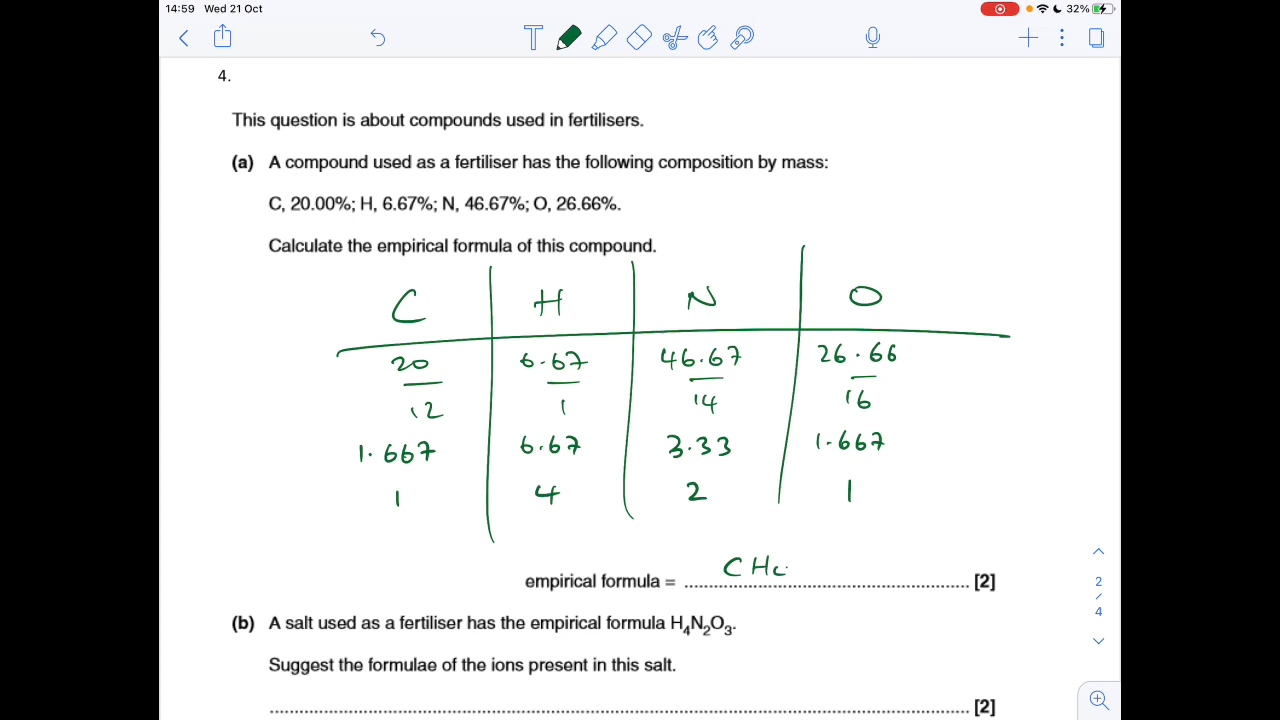 14:59 Wed 21 Oct 32%
4.
This question is about compounds used in fertilisers.
(a) A compound used as a fertiliser has the following composition by mass:
C, 20.00%; H, 6.67%; N, 46.67%; O, 26.66%.
Calculate the empirical formula of this compound.
C H N O
20 6.67 46.67 26.66
12 1 14 16
1.667 6.67 3.33 1.667
1 4 2 1
CH
empirical formula = .......... [2]
2
/
4
(b) A salt used as a fertiliser has the empirical formula H₄N₂O₃.
Suggest the formulae of the ions present in this salt.
.......... [2]